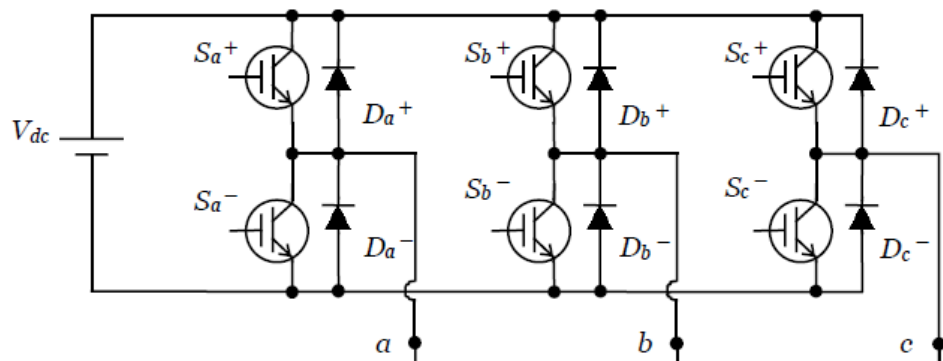 Sa+ Sb+ Sc+
Vdc Da+ Db+ Dc+
Sa− Sb− Sc−
Da− Db− Dc−
a b c